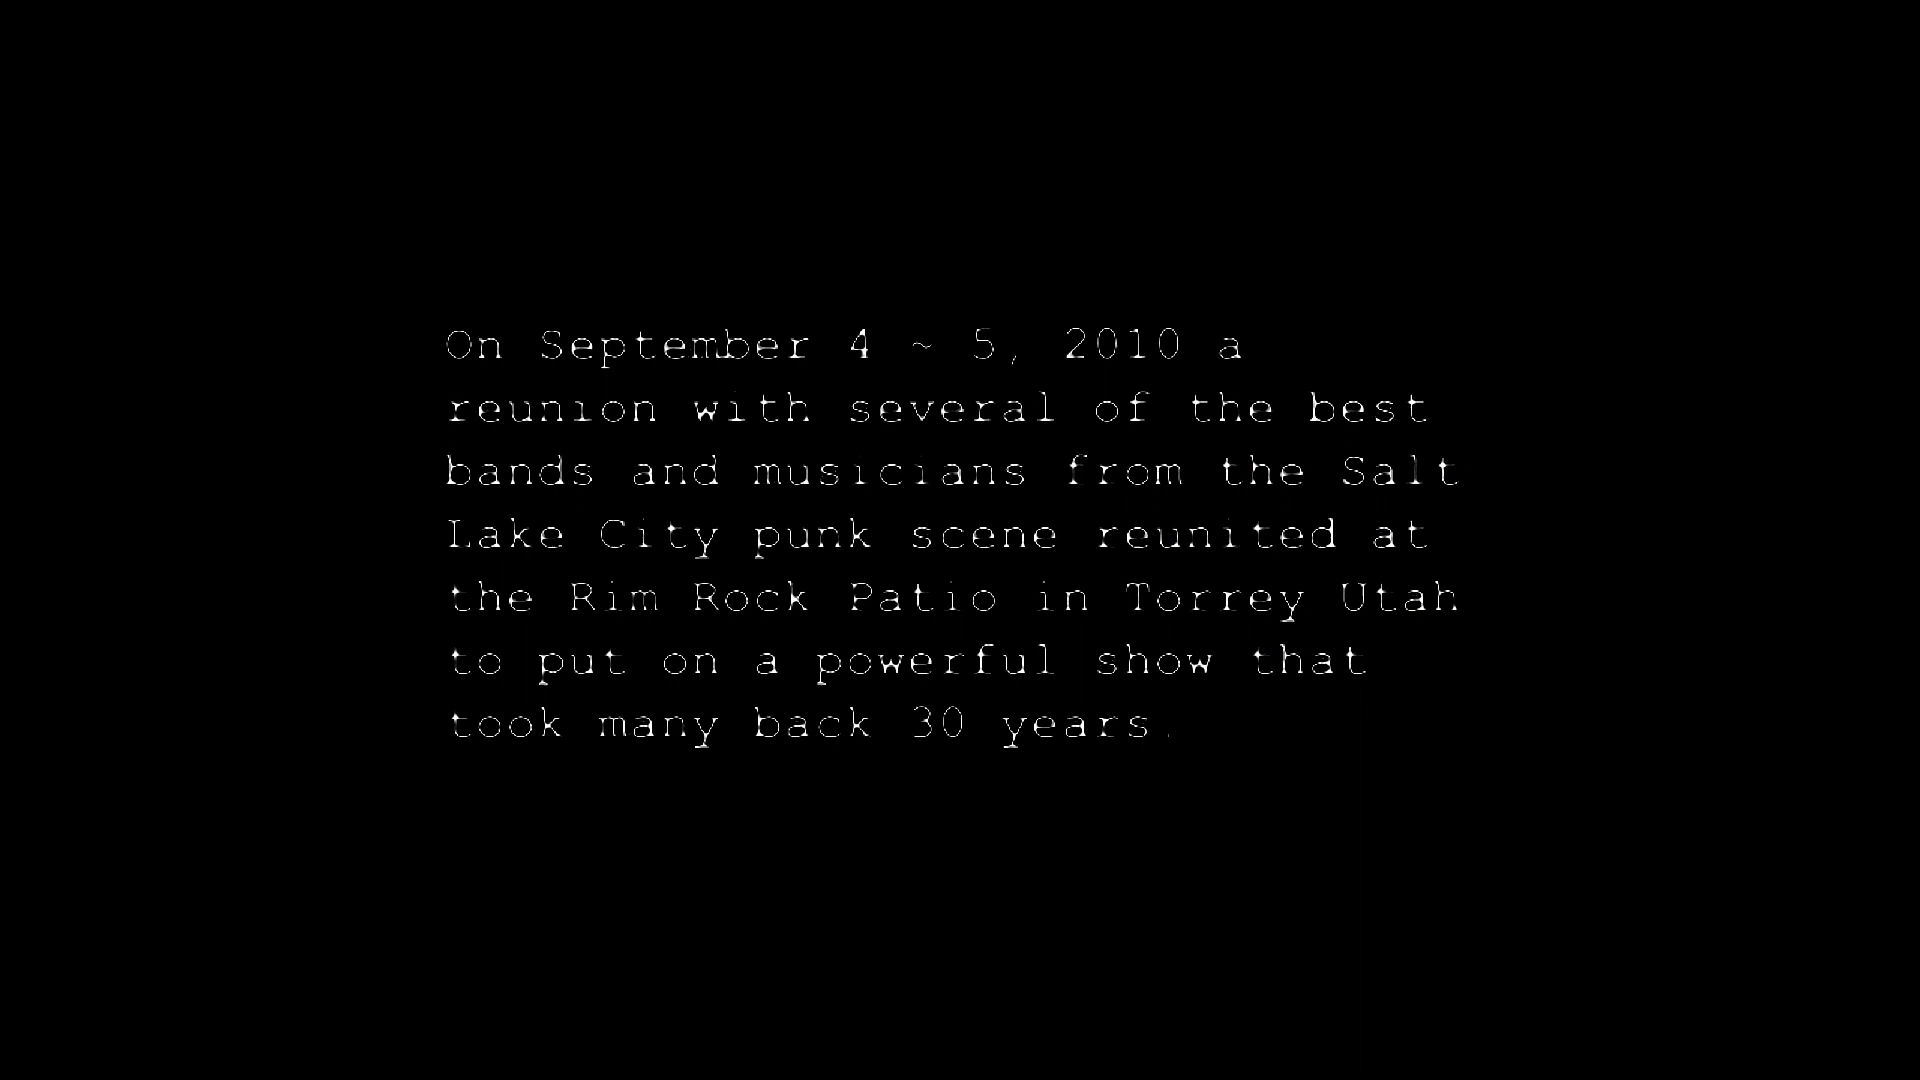 On September 4 ~ 5, 2010 a
reunion with several of the best
bands and musicians from the Salt
Lake City punk scene reunited at
the Rim Rock Patio in Torrey Utah
to put on a powerful show that
took many back 30 years.